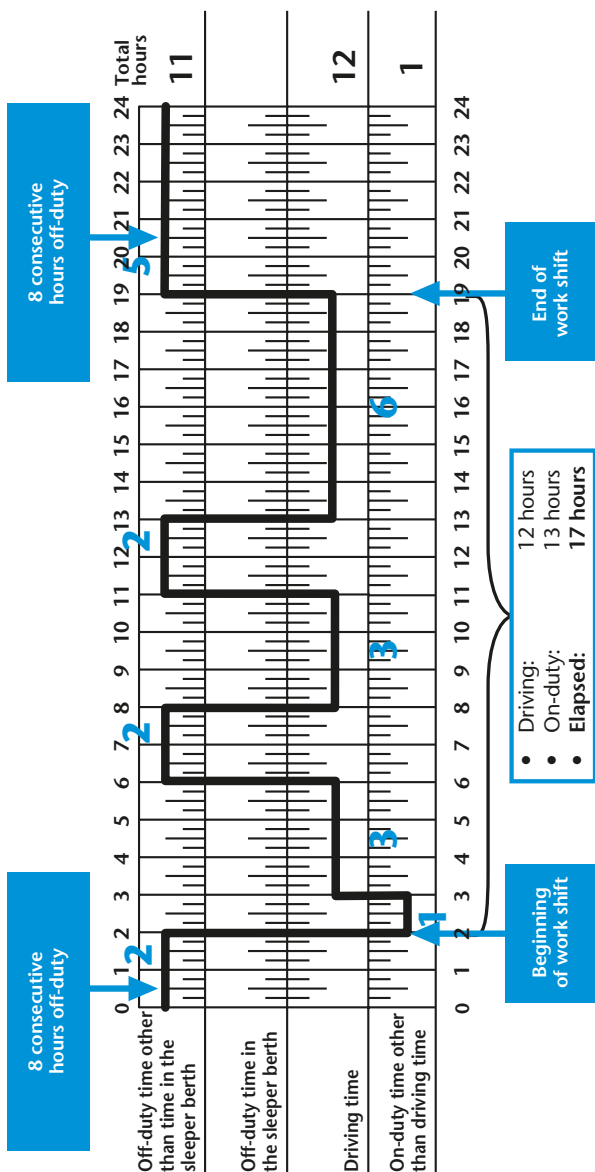 8 consecutive
hours off-duty
8 consecutive
hours off-duty
Total
hours
0 1 2 3 4 5 6 7 8 9 10 11 12 13 14 15 16 17 18 19 20 21 22 23 24
Off-duty time other
than time in the
sleeper berth
2 2 2 5
11
Off-duty time in
the sleeper berth
Driving time
12
On-duty time other
than driving time
1 3 3 6
1
0 1 2 3 4 5 6 7 8 9 10 11 12 13 14 15 16 17 18 19 20 21 22 23 24
Beginning
of work shift
• Driving: 12 hours
• On-duty: 13 hours
• Elapsed: 17 hours
End of
work shift